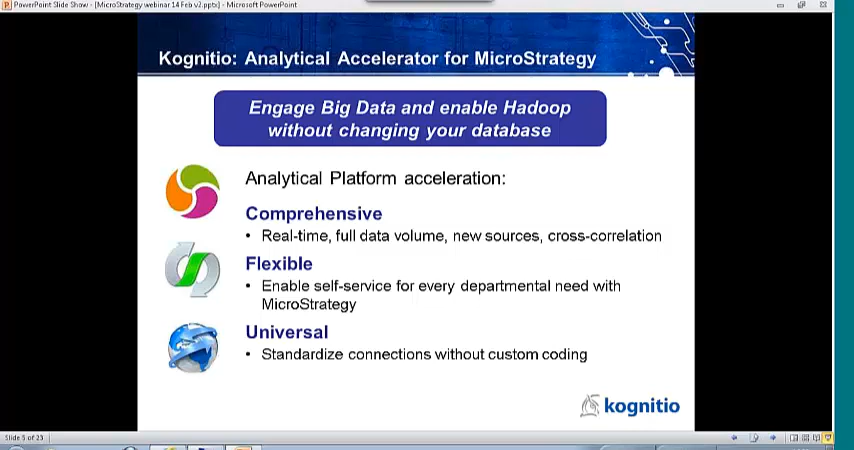 PowerPoint Slide Show - [MicroStrategy webinar 14 Feb v2.pptx] - Microsoft PowerPoint
Kognitio: Analytical Accelerator for MicroStrategy
Engage Big Data and enable Hadoop
without changing your database
Analytical Platform acceleration:
Comprehensive
• Real-time, full data volume, new sources, cross-correlation
Flexible
• Enable self-service for every departmental need with
MicroStrategy
Universal
• Standardize connections without custom coding
kognitio
Slide 5 of 23